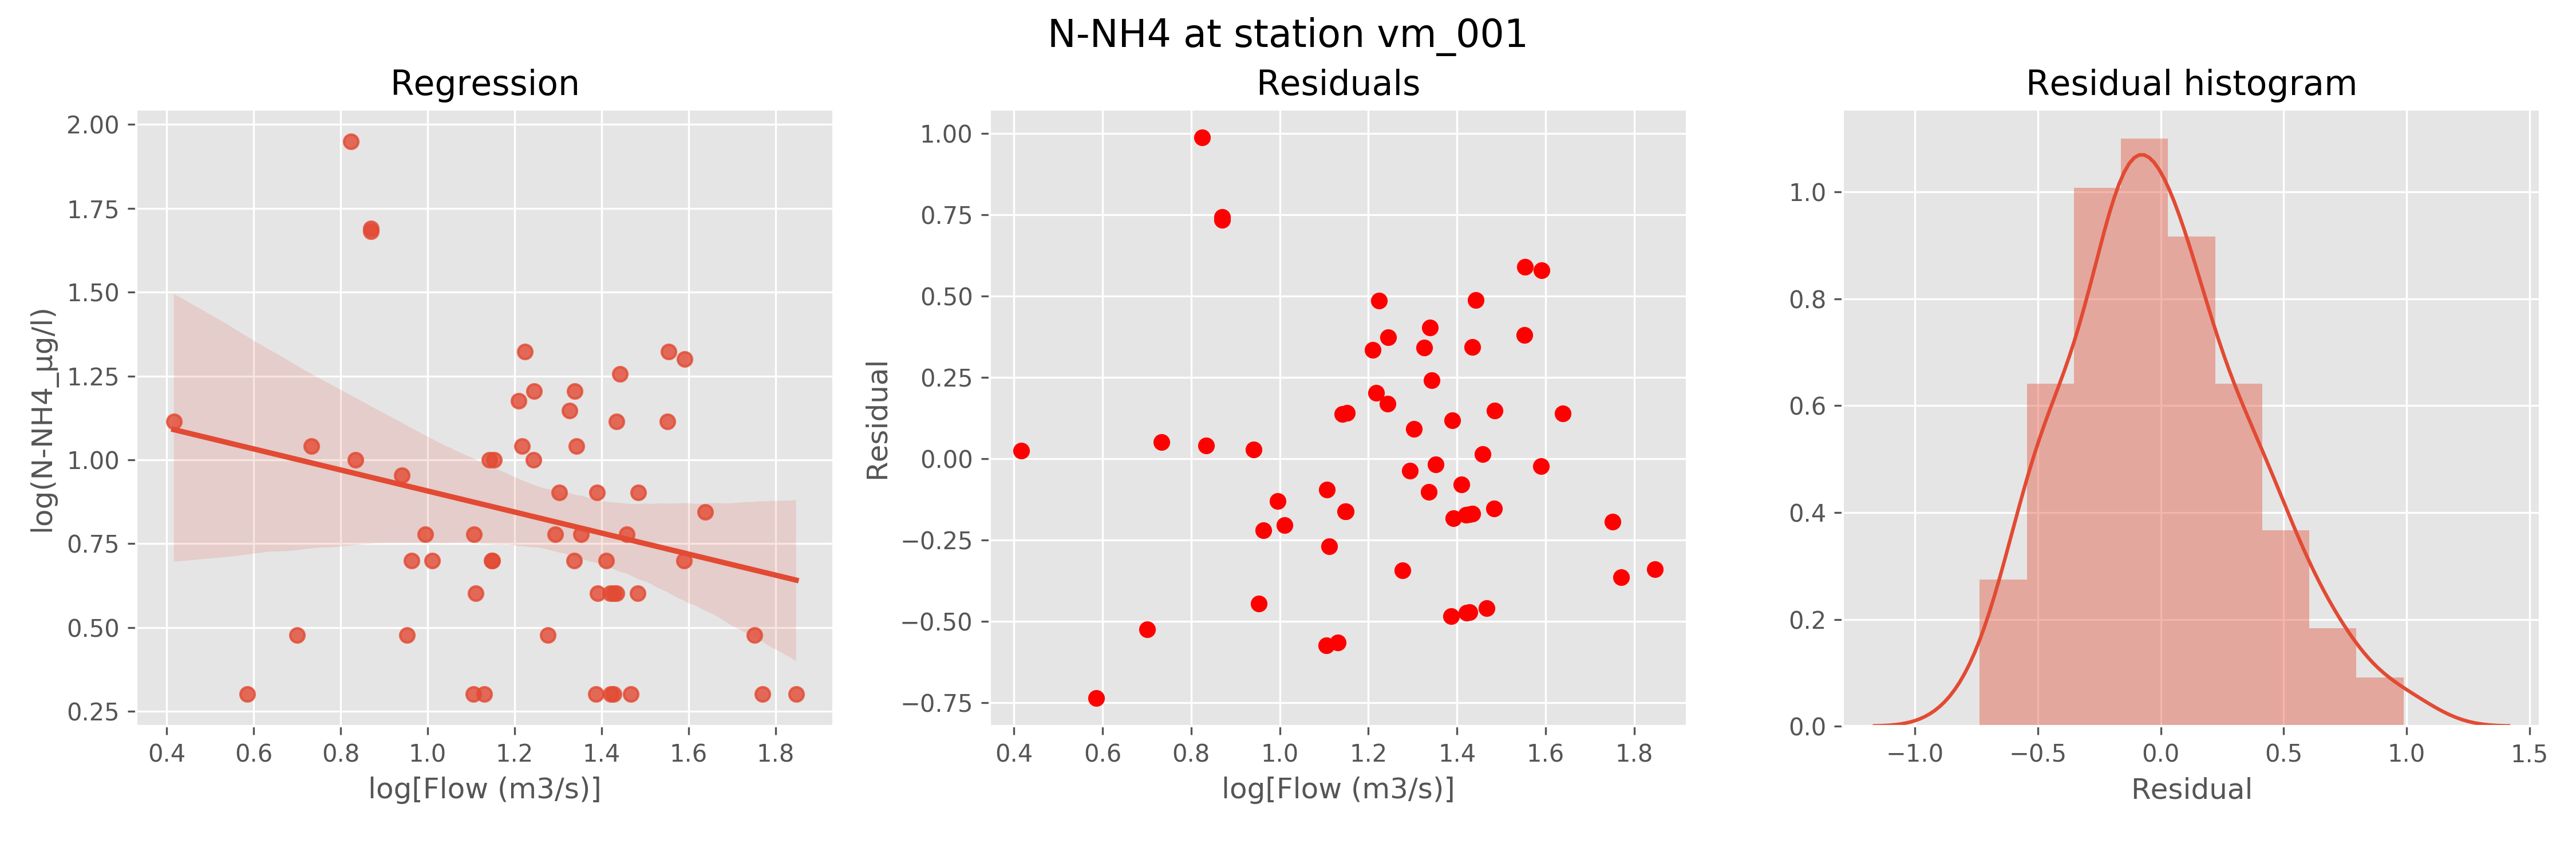 N-NH4 at station vm_001
Regression
log(N-NH4_µg/l)
2.00
1.75
1.50
1.25
1.00
0.75
0.50
0.25
0.4 0.6 0.8 1.0 1.2 1.4 1.6 1.8
log[Flow (m3/s)]
Residuals
Residual
1.00
0.75
0.50
0.25
0.00
−0.25
−0.50
−0.75
0.4 0.6 0.8 1.0 1.2 1.4 1.6 1.8
log[Flow (m3/s)]
Residual histogram
1.0
0.8
0.6
0.4
0.2
0.0
−1.0 −0.5 0.0 0.5 1.0 1.5
Residual